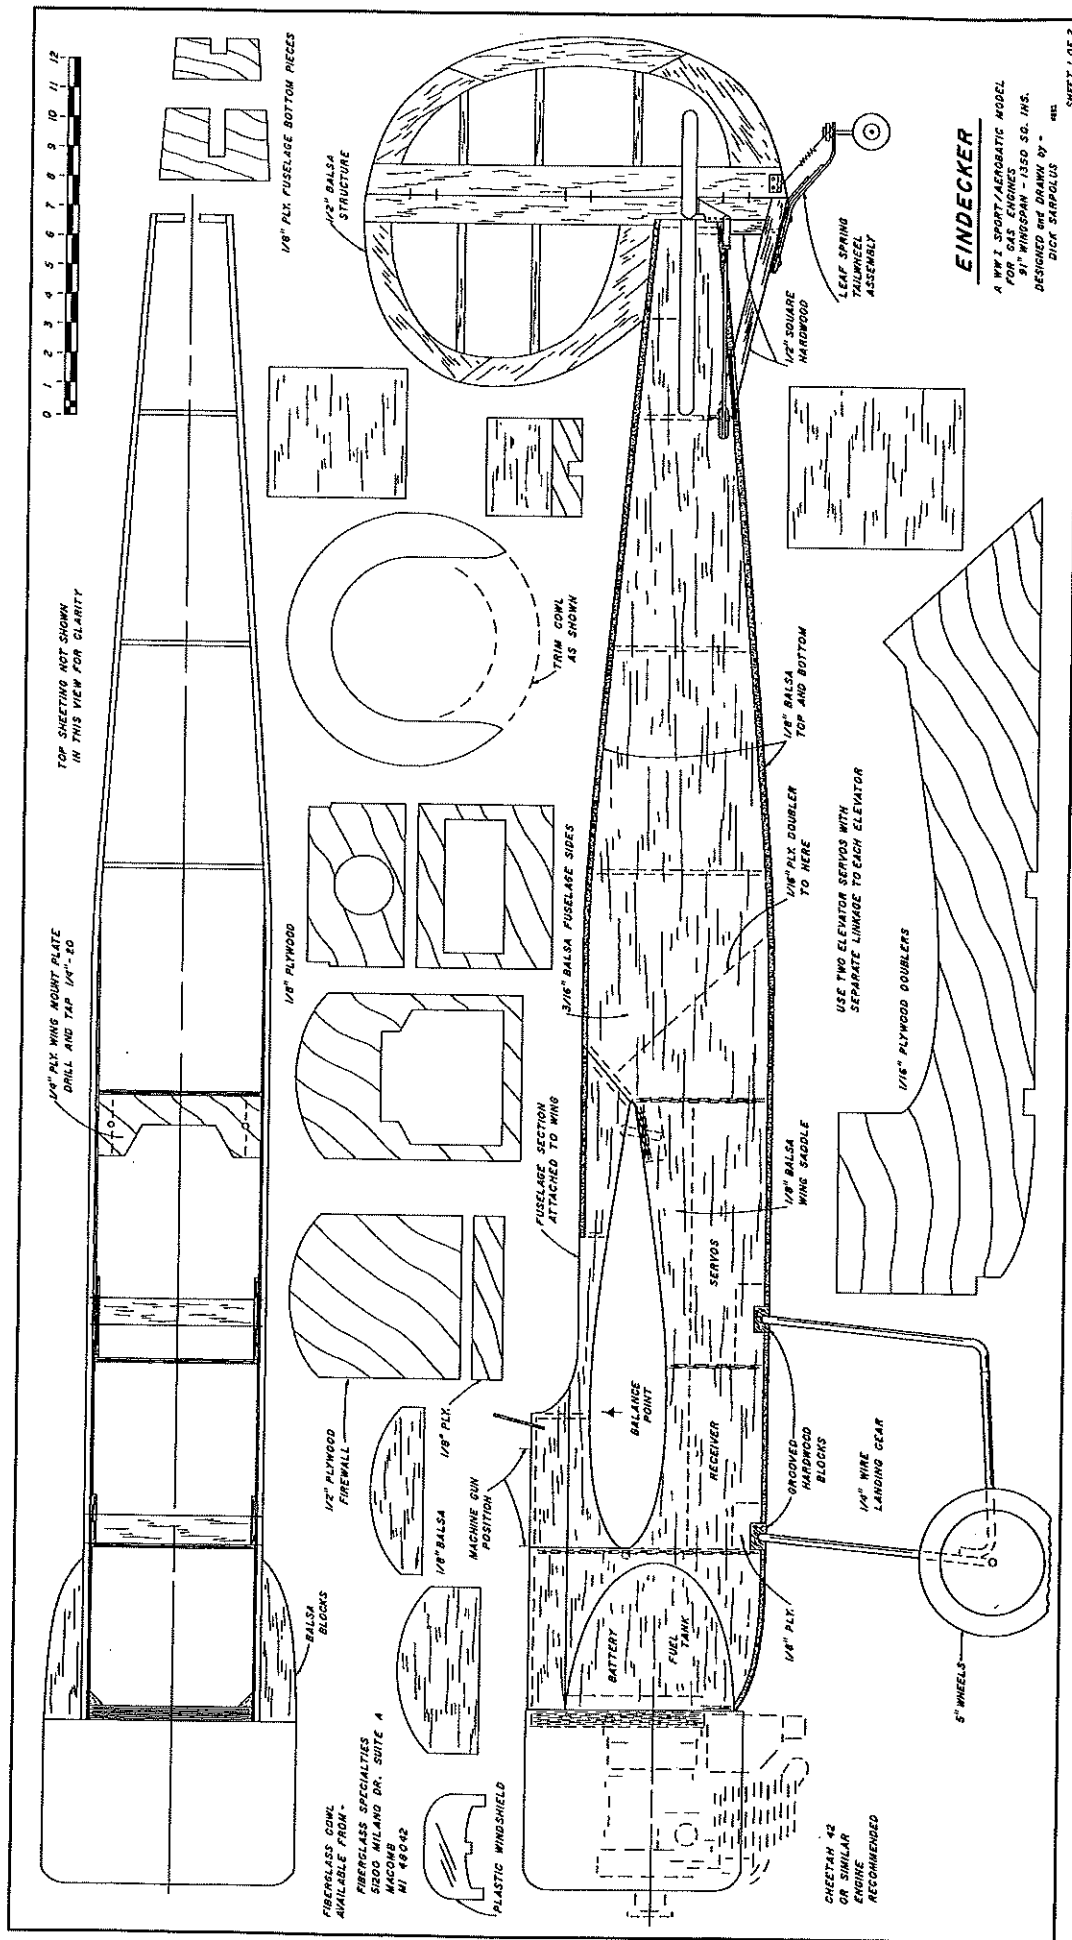 0 1 2 3 4 5 6 7 8 9 10 11 12
TOP SHEETING NOT SHOWN
IN THIS VIEW FOR CLARITY
1/4" PLY. WING MOUNT PLATE
DRILL AND TAP 1/4"-20
1/8" PLY. FUSELAGE BOTTOM PIECES
1/2" BALSA
STRUCTURE
BALSA
BLOCKS
FIBERGLASS COWL
AVAILABLE FROM-
FIBERGLASS SPECIALTIES
51200 MILANO DR. SUITE A
MACOMB
MI 48042
PLASTIC WINDSHIELD
1/8" BALSA
1/8" PLY.
1/2" PLYWOOD
FIREWALL
1/8" PLYWOOD
TRIM COWL
AS SHOWN
MACHINE GUN
POSITION
FUSELAGE SECTION
ATTACHED TO WING
3/16" BALSA FUSELAGE SIDES
BATTERY
FUEL
TANK
BALANCE
POINT
RECEIVER
SERVOS
1/8" BALSA
WING SADDLE
1/16" PLY. DOUBLER
TO HERE
1/8" BALSA
TOP AND BOTTOM
1/2" SQUARE
HARDWOOD
LEAF SPRING
TAILWHEEL
ASSEMBLY
1/8" PLY.
GROOVED
HARDWOOD
BLOCKS
1/4" WIRE
LANDING GEAR
5" WHEELS
CHEETAH 42
OR SIMILAR
ENGINE
RECOMMENDED
USE TWO ELEVATOR SERVOS WITH
SEPARATE LINKAGE TO EACH ELEVATOR
1/16" PLYWOOD DOUBLERS
EINDECKER
A WW I SPORT/AEROBATIC MODEL
FOR GAS ENGINES
91" WINGSPAN - 1350 SQ. INS.
DESIGNED and DRAWN by -
DICK SARPOLUS
SHEET 1 OF 2